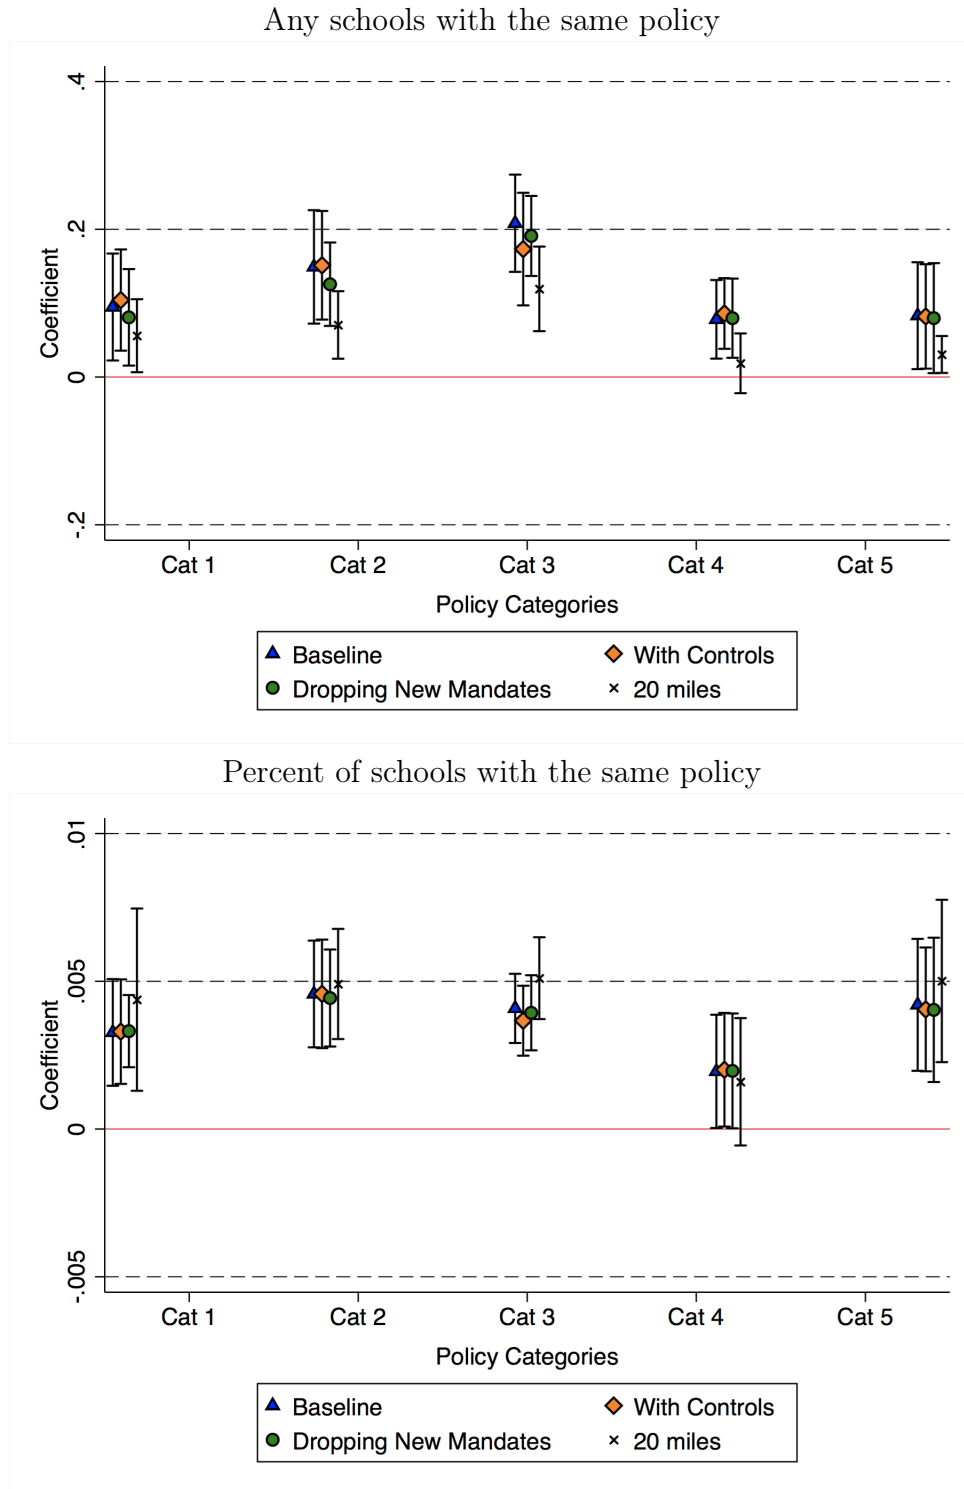 Any schools with the same policy
.4
.2
0
-.2
Coefficient
Cat 1 Cat 2 Cat 3 Cat 4 Cat 5
Policy Categories
Baseline With Controls
Dropping New Mandates 20 miles
Percent of schools with the same policy
.01
.005
0
-.005
Coefficient
Cat 1 Cat 2 Cat 3 Cat 4 Cat 5
Policy Categories
Baseline With Controls
Dropping New Mandates 20 miles